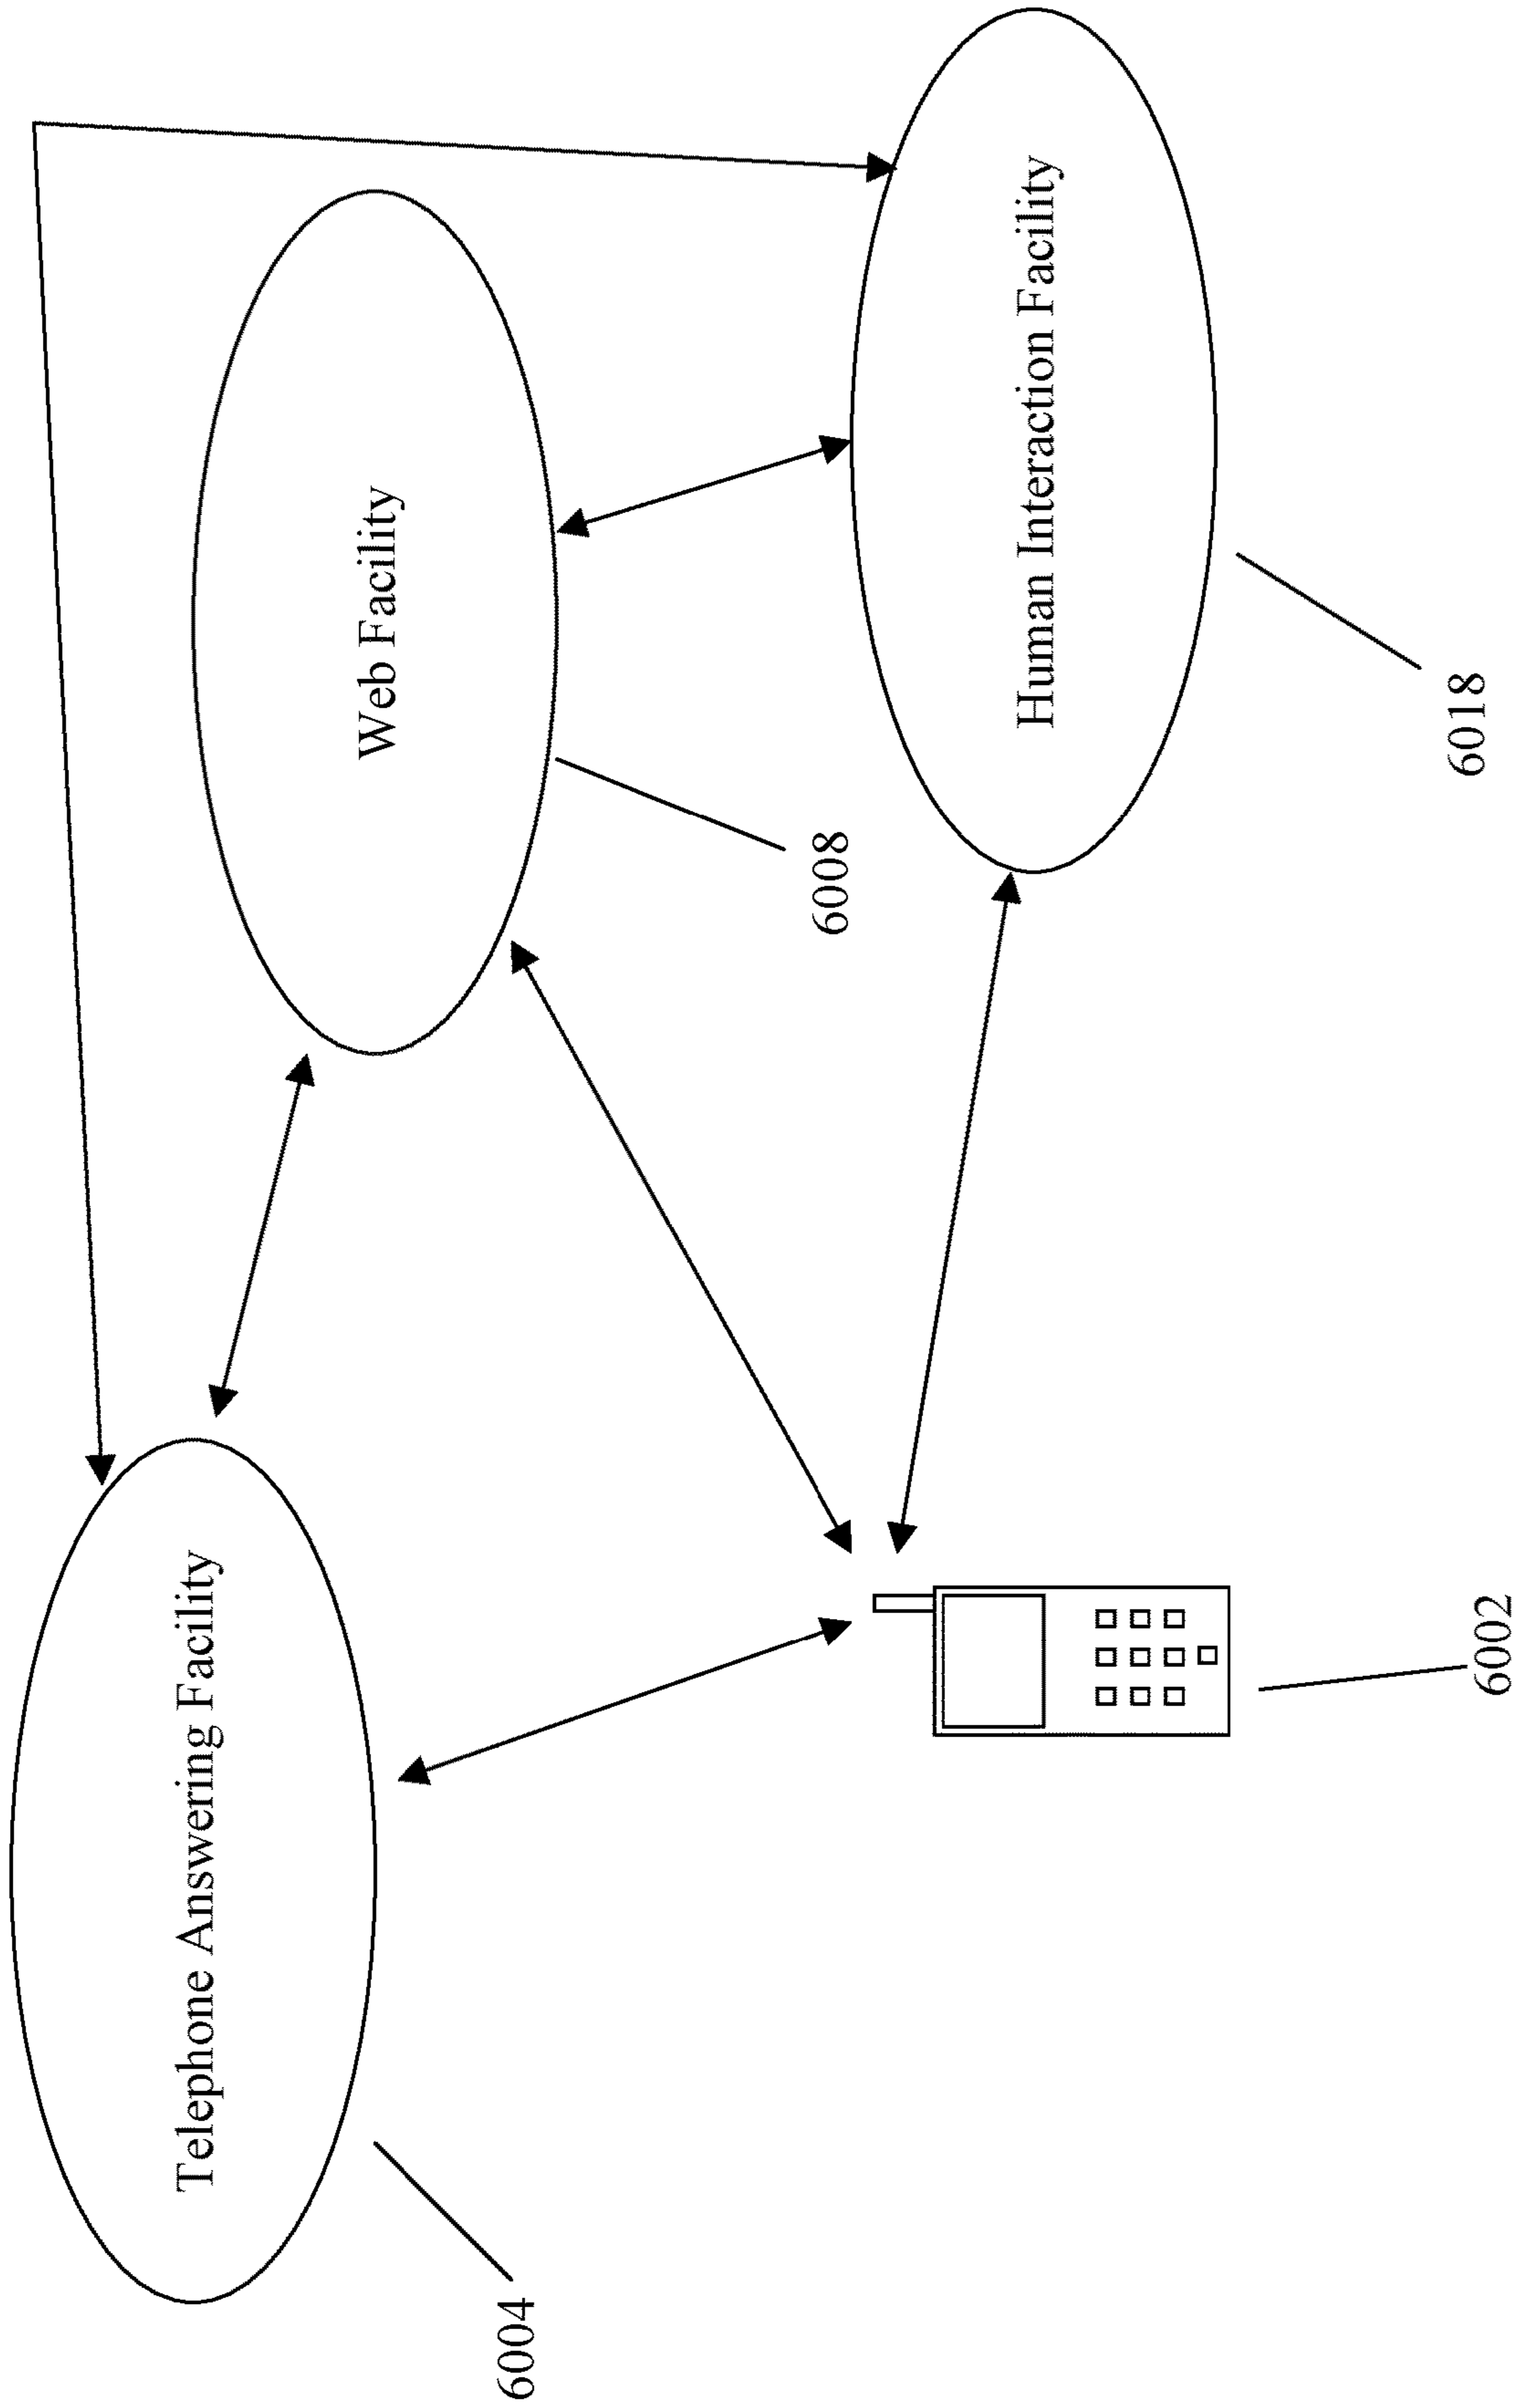 Telephone Answering Facility
6004
Web Facility
6008
Human Interaction Facility
6018
6002